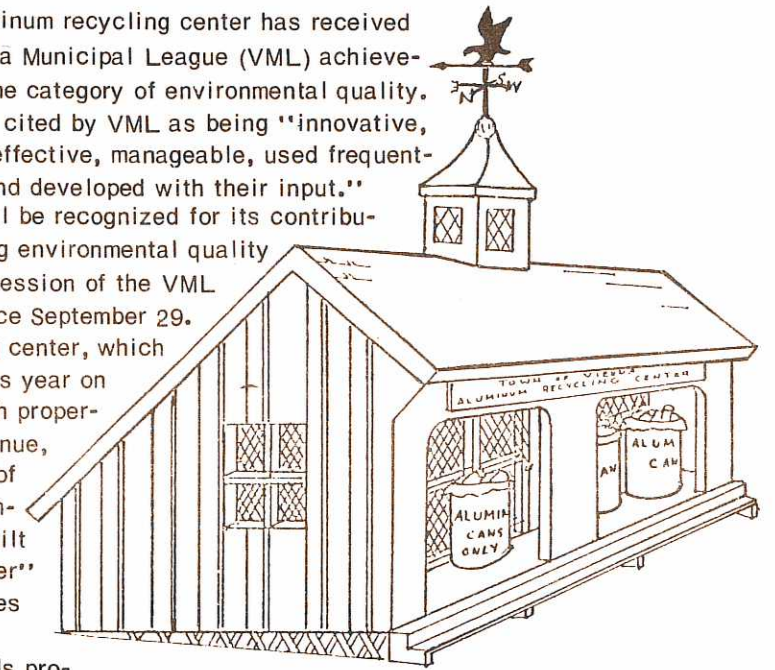 inum recycling center has received
a Municipal League (VML) achieve-
e category of environmental quality.
cited by VML as being "innovative,
effective, manageable, used frequent-
nd developed with their input."
l be recognized for its contribu-
g environmental quality
ession of the VML
ce September 29.
center, which
s year on
n proper-
nue,
of
n-
ilt
er"
es
ls pro-
N S W
TOWN OF VIENNA
ALUMINUM RECYCLING CENTER
ALUMIN
CANS
ONLY
AN
ALUM
CAN